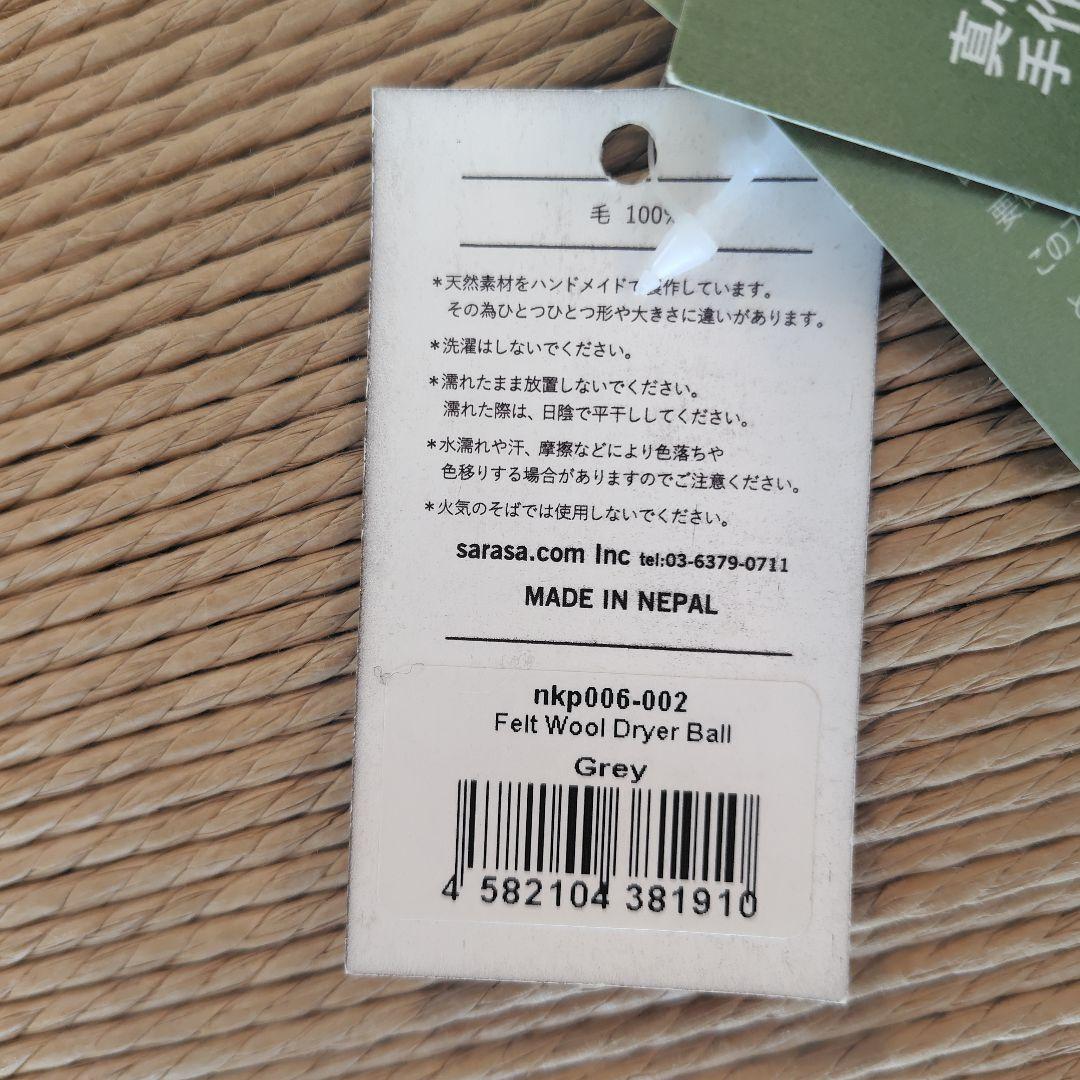 真
手作
要
この
毛 100%
*天然素材をハンドメイドで製作しています。
その為ひとつひとつ形や大きさに違いがあります。
*洗濯はしないでください。
*濡れたまま放置しないでください。
濡れた際は、日陰で平干ししてください。
*水濡れや汗、摩擦などにより色落ちや
色移りする場合がありますのでご注意ください。
*火気のそばでは使用しないでください。
sarasa.com Inc tel:03-6379-0711
MADE IN NEPAL
nkp006-002
Felt Wool Dryer Ball
Grey
4 582104 381910